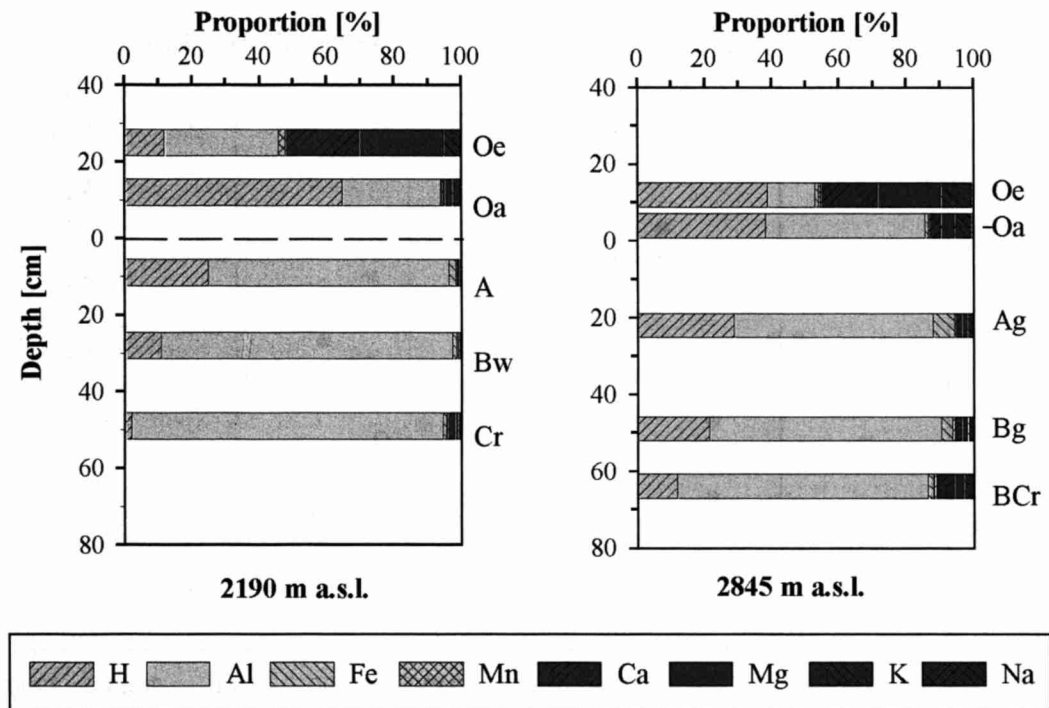 Proportion [%]
0 20 40 60 80 100
40
20
0
20
40
60
80
Depth [cm]
Oe
Oa
A
Bw
Cr
2190 m a.s.l.
Proportion [%]
0 20 40 60 80 100
40
20
0
20
40
60
80
Oe
Oa
Ag
Bg
BCr
2845 m a.s.l.
H Al Fe Mn Ca Mg K Na